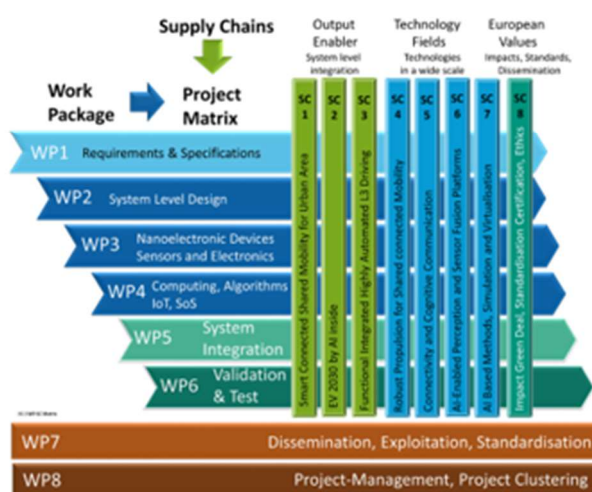 Supply Chains
Output
Enabler
System level
integration
Technology
Fields
Technologies
in a wide scale
European
Values
Impacts, Standards,
Dissemination
Work
Package
Project
Matrix
SC
1
SC
2
SC
3
SC
4
SC
5
SC
6
SC
7
SC
8
Smart Connected Shared Mobility for Urban Area
EV 2030 by AI inside
Functional Integrated Highly Automated L3 Driving
Robust Propulsion for Shared connected Mobility
Connectivity and Cognitive Communication
AI-Enabled Perception and Sensor Fusion Platforms
AI Based Methods, Simulation and Virtualisation
Impact Green Deal, Standardisation Certification, Ethics
WP1 Requirements & Specifications
WP2 System Level Design
WP3 Nanoelectronic Devices
Sensors and Electronics
WP4 Computing, Algorithms
IoT, SoS
WP5 System
Integration
WP6 Validation
& Test
WP7 Dissemination, Exploitation, Standardisation
WP8 Project-Management, Project Clustering